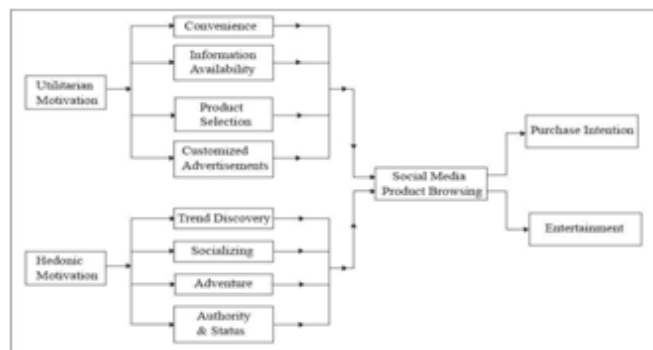 Convenience
Information
Availability
Utilitarian
Motivation
Product
Selection
Customized
Advertisements
Purchase Intention
Social Media
Product Browsing
Trend Discovery
Entertainment
Socializing
Hedonic
Motivation
Adventure
Authority
& Status